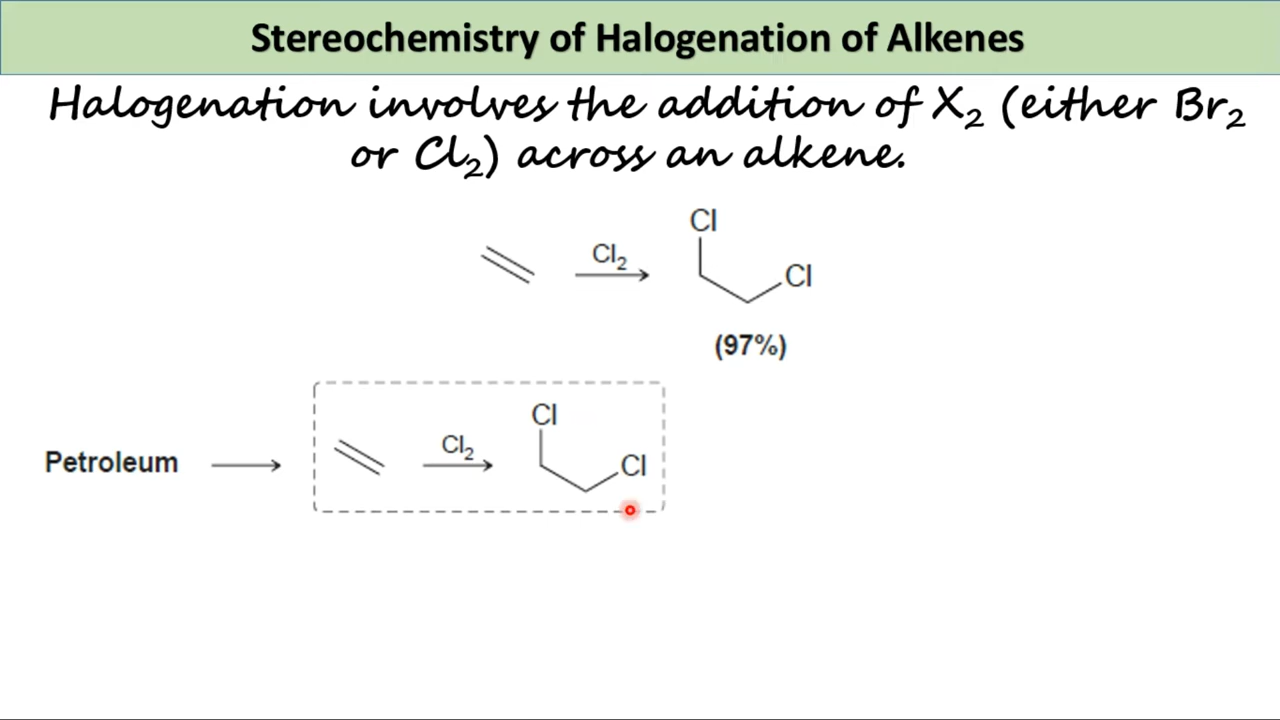 Stereochemistry of Halogenation of Alkenes
Halogenation involves the addition of X₂ (either Br₂
or Cl₂) across an alkene.
Cl
Cl₂
Cl
(97%)
Cl
Cl₂
Petroleum
Cl